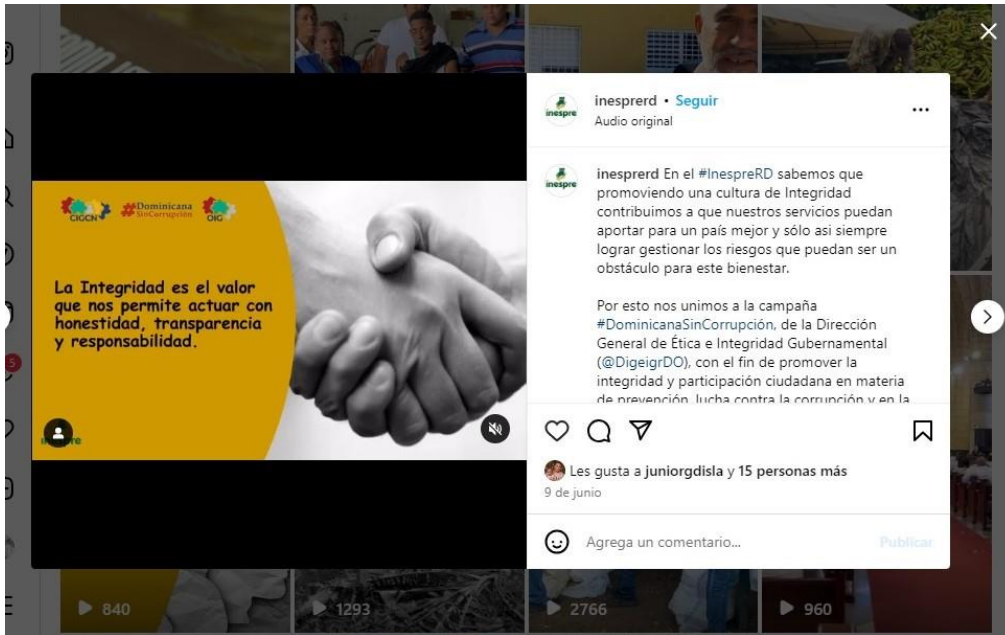 inesprerd • Seguir
Audio original
inespre
CIGCN
#Dominicana
SinCorrupción
OIG
La Integridad es el valor
que nos permite actuar con
honestidad, transparencia
y responsabilidad.
inespre
inesprerd En el #InespreRD sabemos que
promoviendo una cultura de Integridad
contribuimos a que nuestros servicios puedan
aportar para un país mejor y sólo asi siempre
lograr gestionar los riesgos que puedan ser un
obstáculo para este bienestar.
Por esto nos unimos a la campaña
#DominicanaSinCorrupción, de la Dirección
General de Ética e Integridad Gubernamental
(@DigeigrDO), con el fin de promover la
integridad y participación ciudadana en materia
de prevención, lucha contra la corrupción y en la
Les gusta a juniorgdisla y 15 personas más
9 de junio
Agrega un comentario...
Publicar
5
840
1293
2766
960